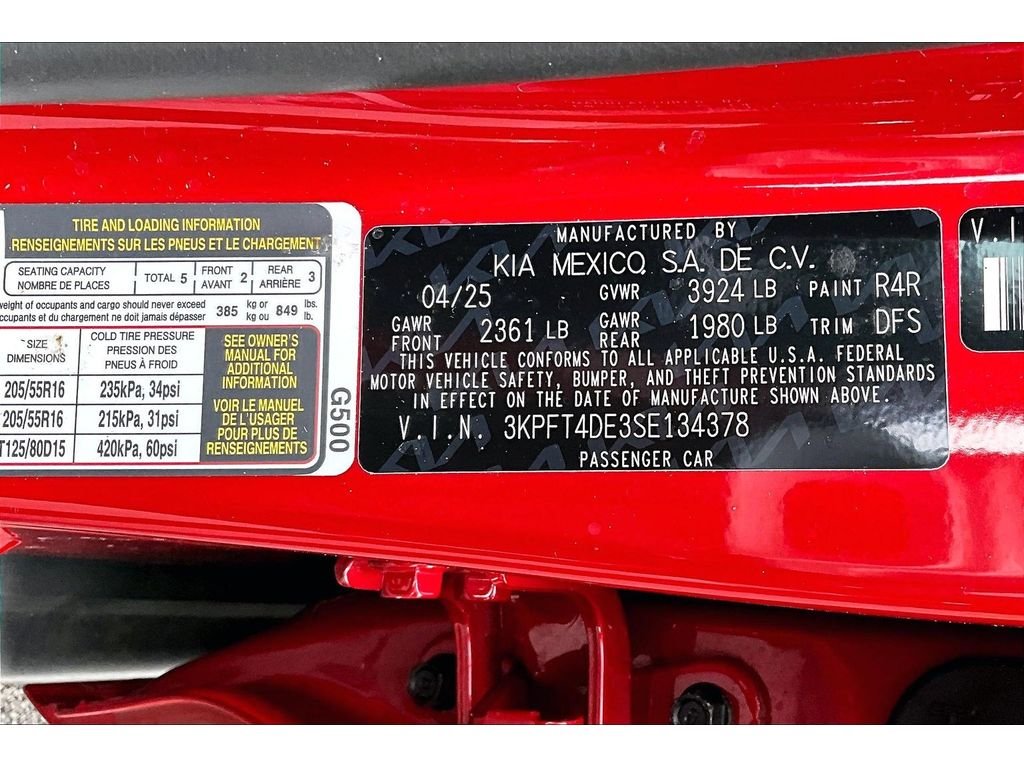 TIRE AND LOADING INFORMATION
RENSEIGNEMENTS SUR LES PNEUS ET LE CHARGEMENT
SEATING CAPACITY
NOMBRE DE PLACES
TOTAL 5
FRONT
AVANT 2
REAR
ARRIÈRE 3
weight of occupants and cargo should never exceed
occupants et du chargement ne doit jamais dépasser
385 kg or
kg ou
849 lbs.
lb.
SIZE
DIMENSIONS
COLD TIRE PRESSURE
PRESSION DES
PNEUS À FROID
205/55R16 235kPa, 34psi
205/55R16 215kPa, 31psi
T125/80D15 420kPa, 60psi
SEE OWNER'S
MANUAL FOR
ADDITIONAL
INFORMATION
VOIR LE MANUEL
DE L'USAGER
POUR PLUS DE
RENSEIGNEMENTS
G500
MANUFACTURED BY
KIA MEXICO, S.A. DE C.V.
04/25 GVWR 3924 LB PAINT R4R
GAWR
FRONT 2361 LB GAWR
REAR 1980 LB TRIM DFS
THIS VEHICLE CONFORMS TO ALL APPLICABLE U.S.A. FEDERAL
MOTOR VEHICLE SAFETY, BUMPER, AND THEFT PREVENTION STANDARDS
IN EFFECT ON THE DATE OF MANUFACTURE SHOWN ABOVE.
V.I.N. 3KPFT4DE3SE134378
PASSENGER CAR
V.I